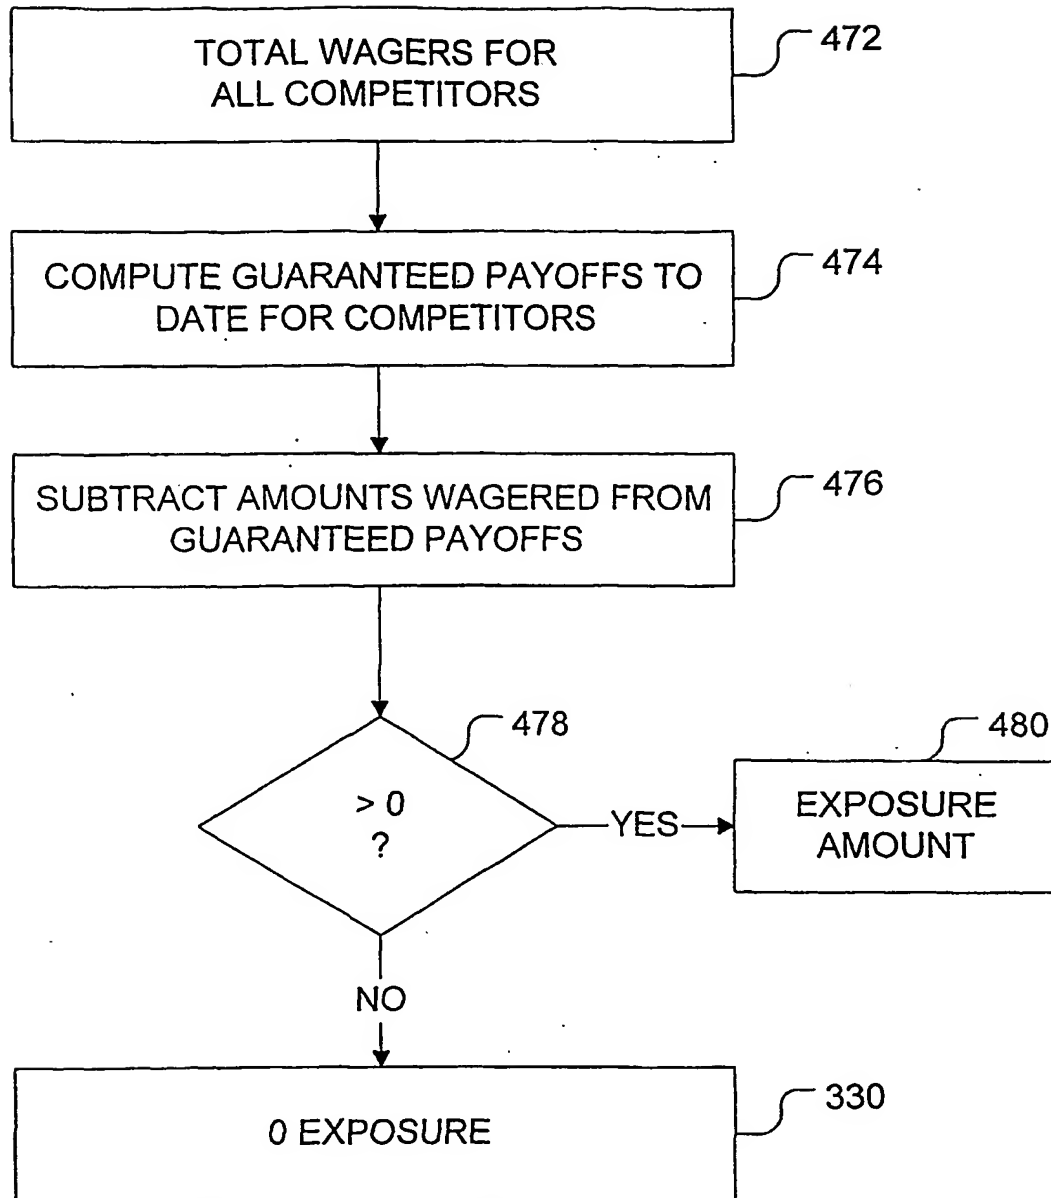 TOTAL WAGERS FOR
ALL COMPETITORS
472
COMPUTE GUARANTEED PAYOFFS TO
DATE FOR COMPETITORS
474
SUBTRACT AMOUNTS WAGERED FROM
GUARANTEED PAYOFFS
476
> 0
?
478
YES
EXPOSURE
AMOUNT
480
NO
0 EXPOSURE
330